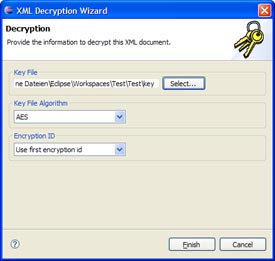 XML Decryption Wizard
Decryption
Provide the information to decrypt this XML document.
Key File
ne Dateien\Eclipse\Workspaces\Test\Test\key Select...
Key File Algorithm
AES
Encryption ID
Use first encryption id
? Finish Cancel